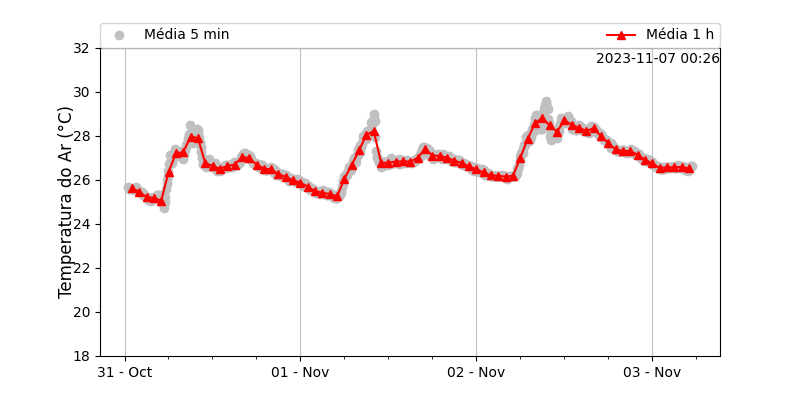 Média 5 min
Média 1 h
2023-11-07 00:26
Temperatura do Ar (°C)
32
30
28
26
24
22
20
18
31 - Oct
01 - Nov
02 - Nov
03 - Nov